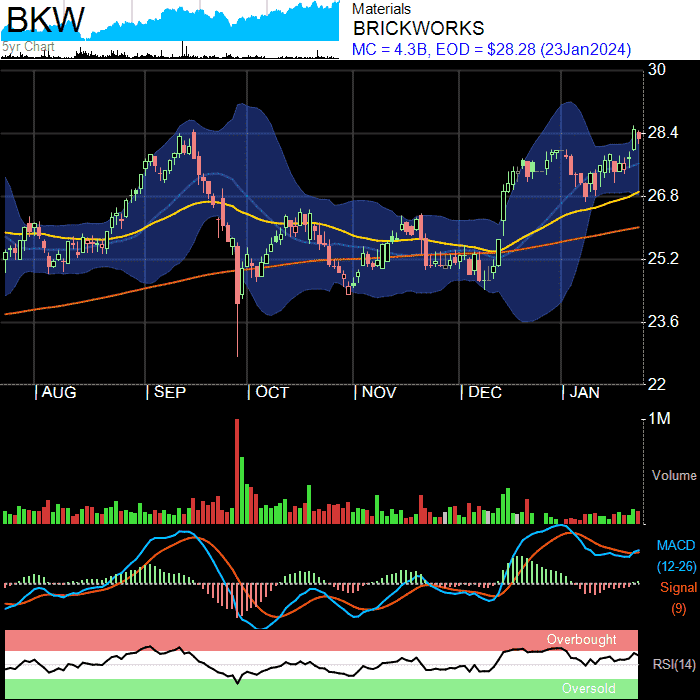 BKW
5yr Chart
Materials
BRICKWORKS
MC = 4.3B, EOD = $28.28 (23Jan2024)
30
28.4
26.8
25.2
23.6
22
AUG SEP OCT NOV DEC JAN
1M
Volume
MACD
(12-26)
Signal
(9)
Overbought
RSI(14)
Oversold